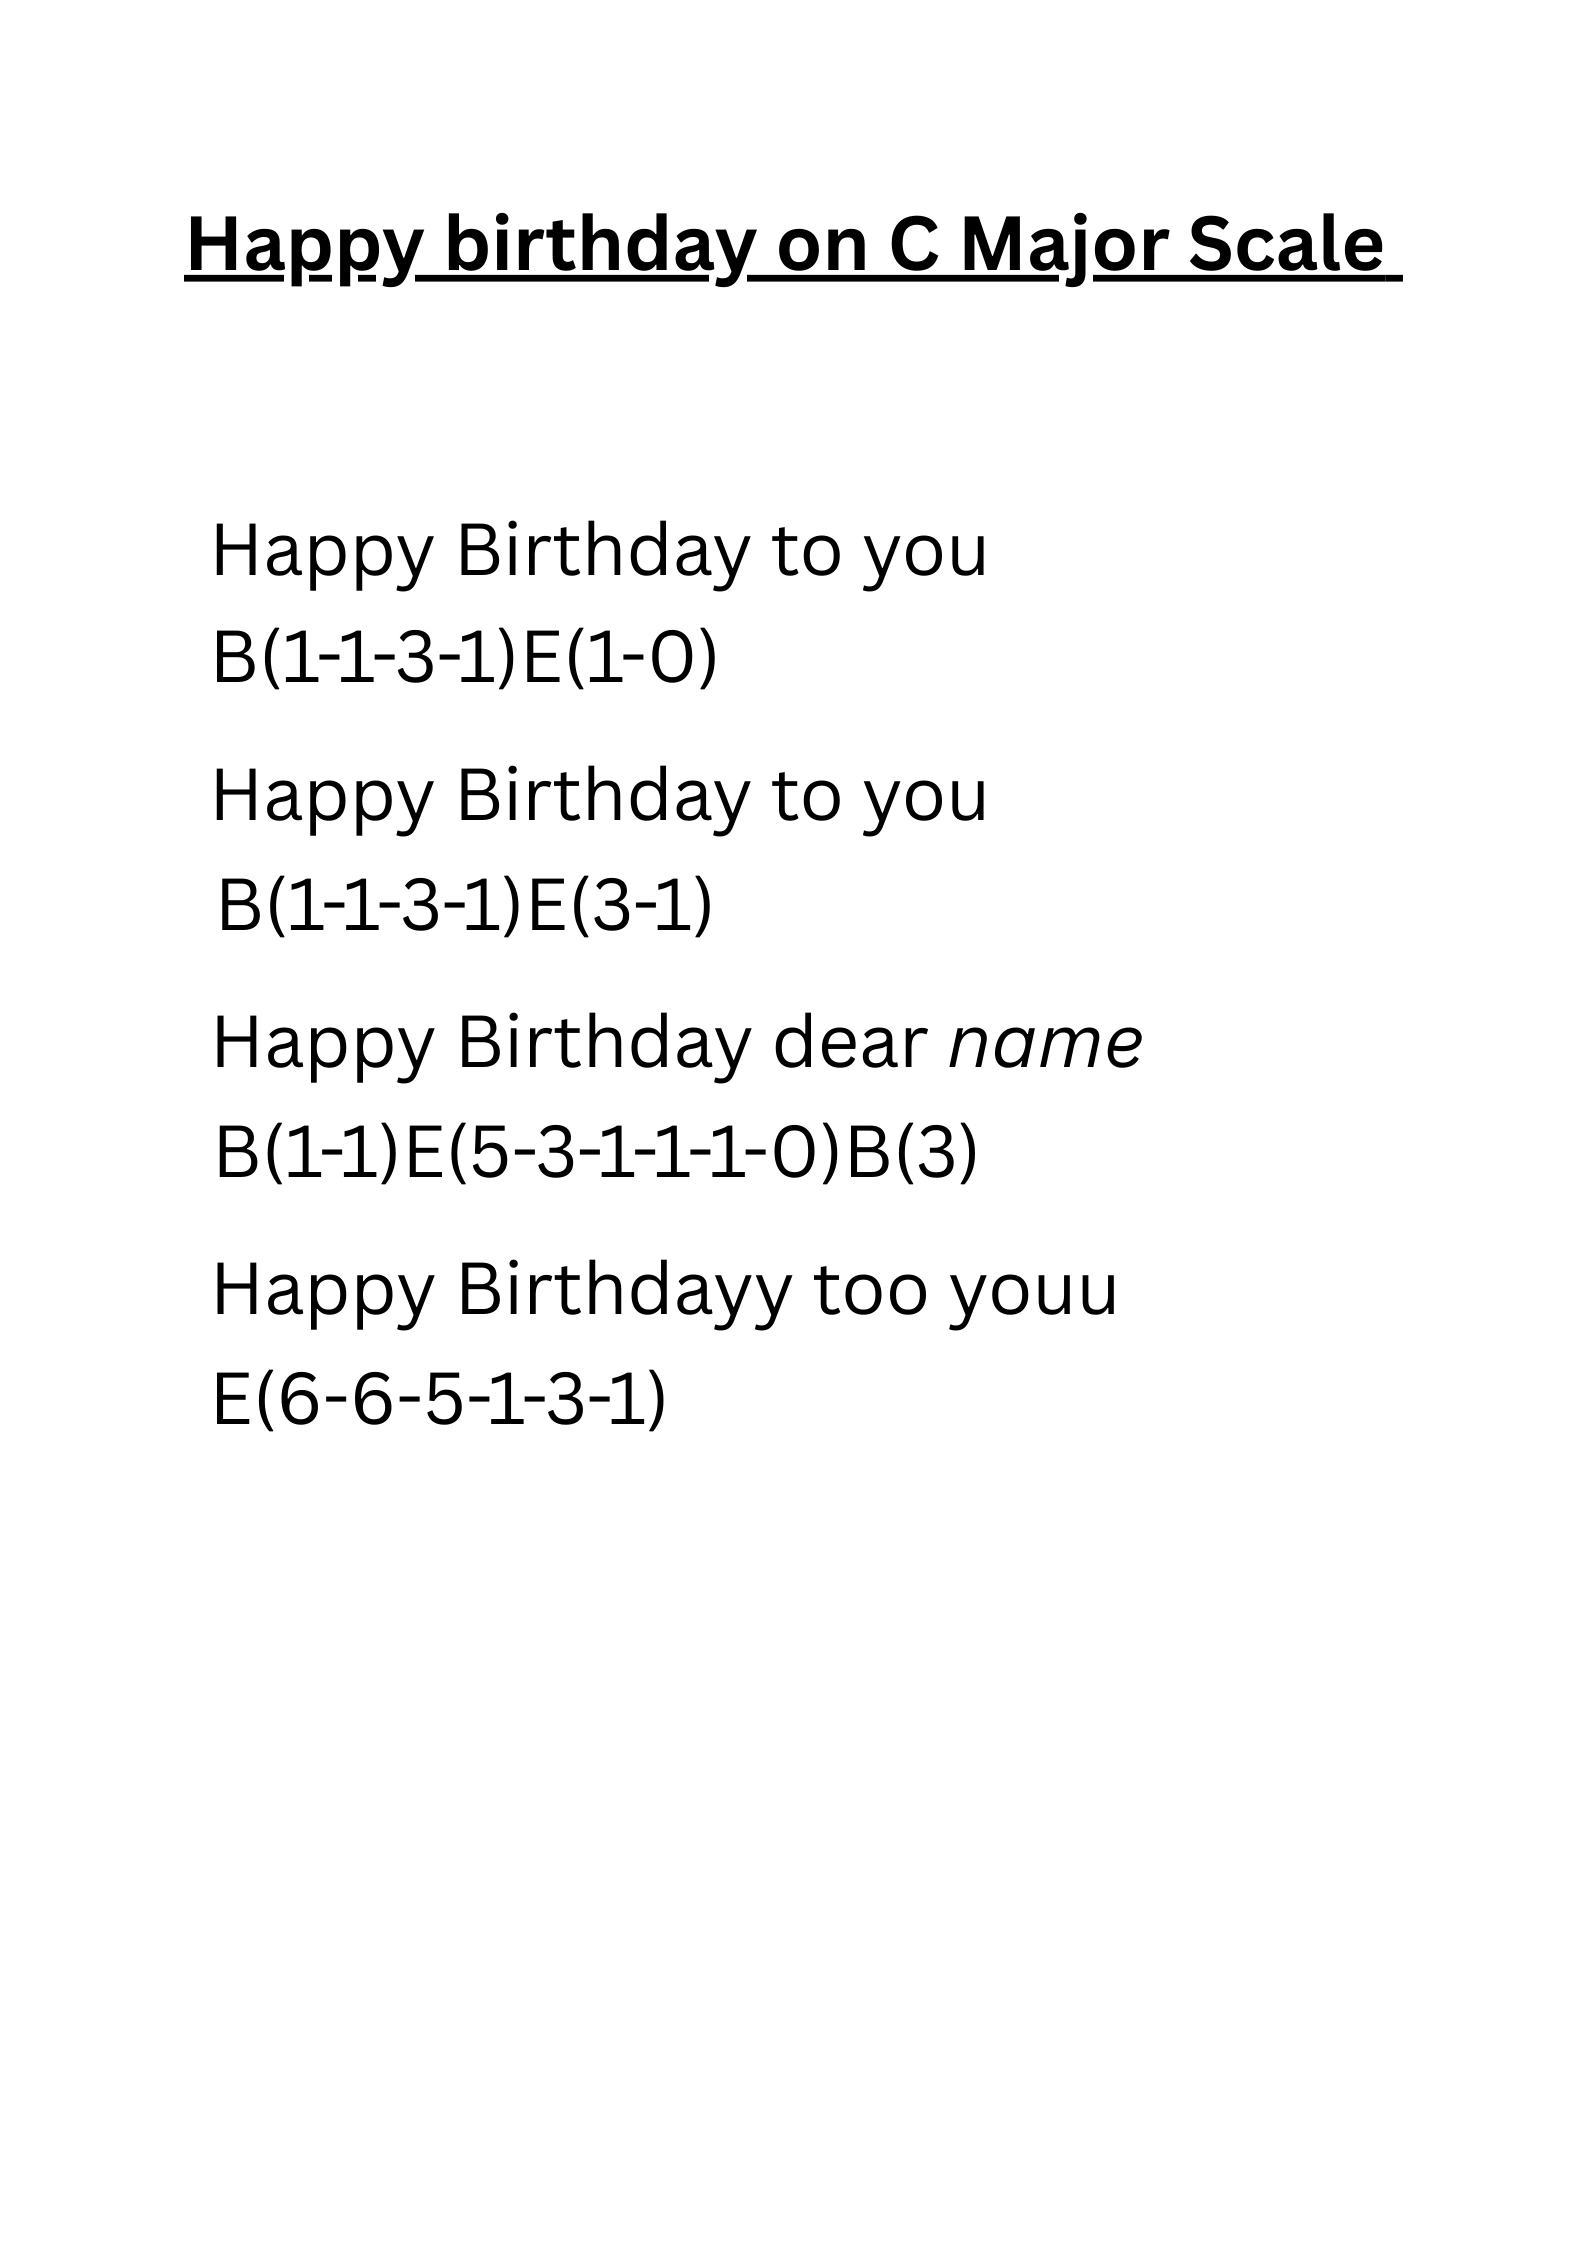 Happy birthday on C Major Scale
Happy Birthday to you
B(1-1-3-1)E(1-0)
Happy Birthday to you
B(1-1-3-1)E(3-1)
Happy Birthday dear name
B(1-1)E(5-3-1-1-1-0)B(3)
Happy Birthdayy too youu
E(6-6-5-1-3-1)